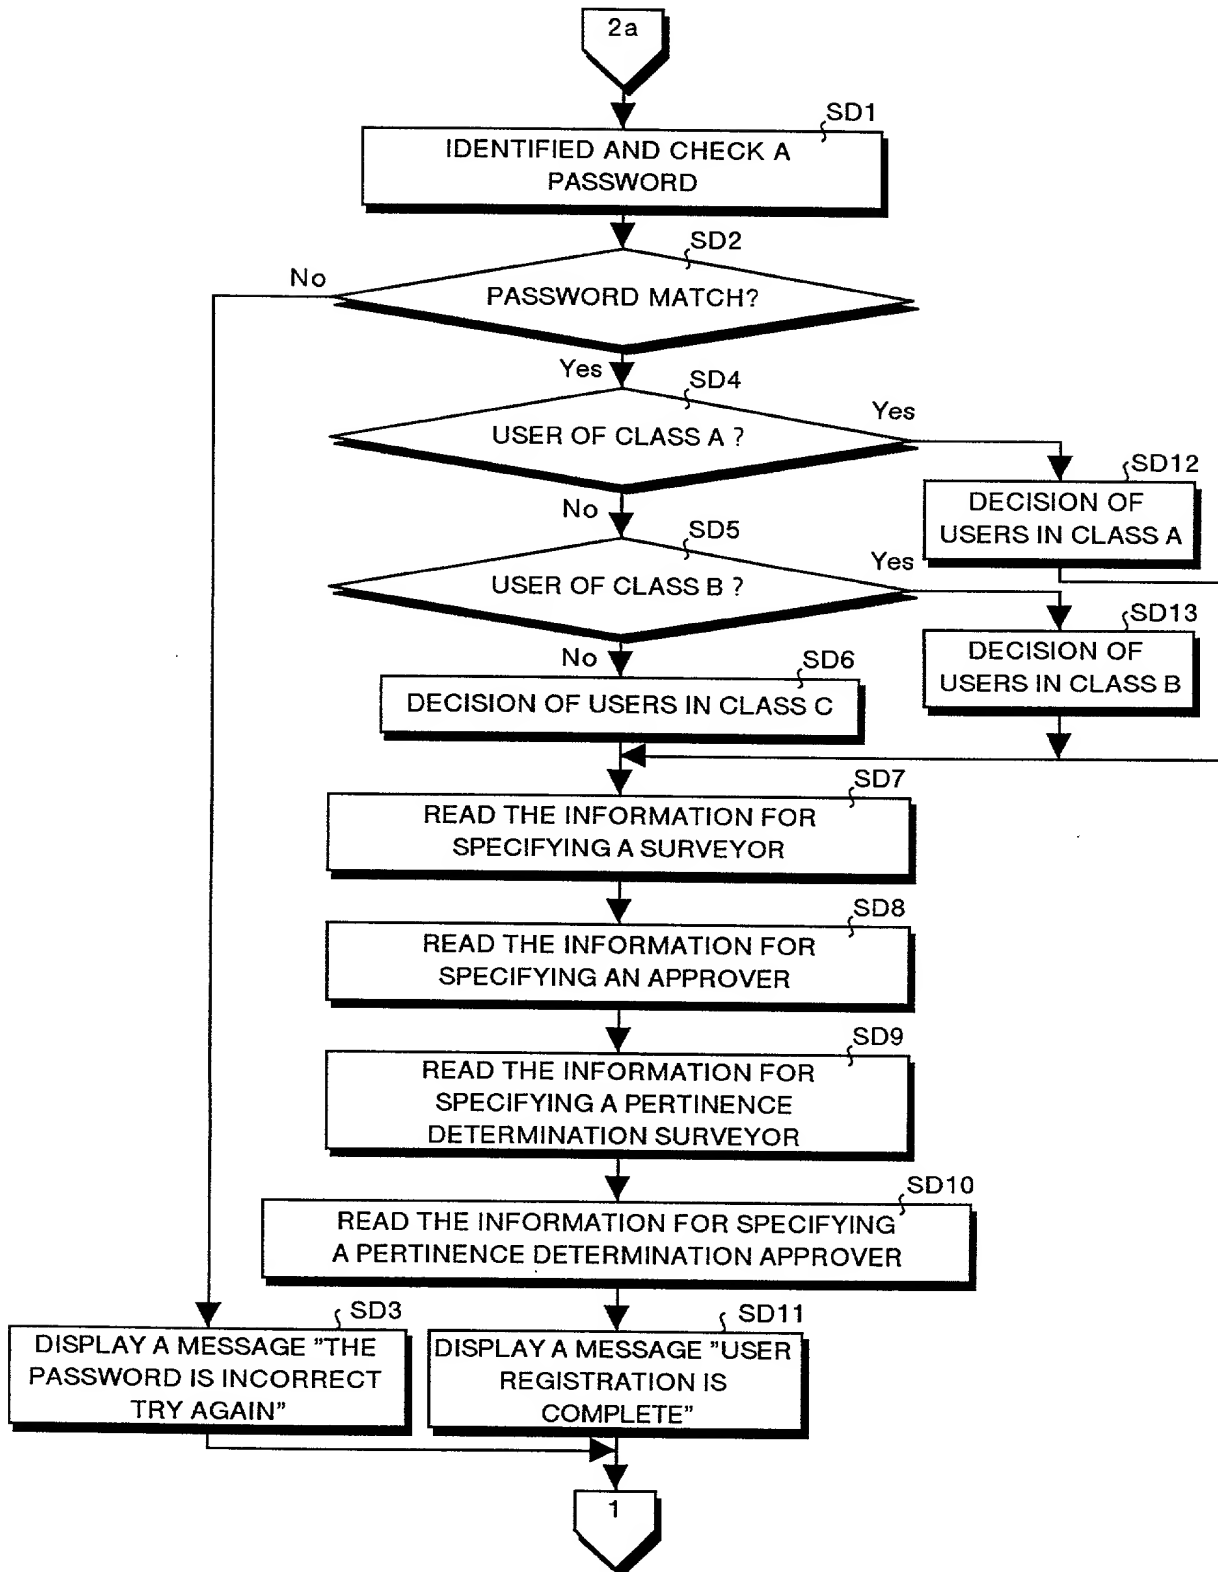 2a
SD1
IDENTIFIED AND CHECK A
PASSWORD
SD2
No
PASSWORD MATCH?
Yes
SD4
USER OF CLASS A ?
Yes
SD12
DECISION OF
USERS IN CLASS A
No
SD5
USER OF CLASS B ?
Yes
SD13
DECISION OF
USERS IN CLASS B
No
SD6
DECISION OF USERS IN CLASS C
SD7
READ THE INFORMATION FOR
SPECIFYING A SURVEYOR
SD8
READ THE INFORMATION FOR
SPECIFYING AN APPROVER
SD9
READ THE INFORMATION FOR
SPECIFYING A PERTINENCE
DETERMINATION SURVEYOR
SD10
READ THE INFORMATION FOR SPECIFYING
A PERTINENCE DETERMINATION APPROVER
SD3
DISPLAY A MESSAGE ”THE
PASSWORD IS INCORRECT
TRY AGAIN”
SD11
DISPLAY A MESSAGE ”USER
REGISTRATION IS
COMPLETE”
1